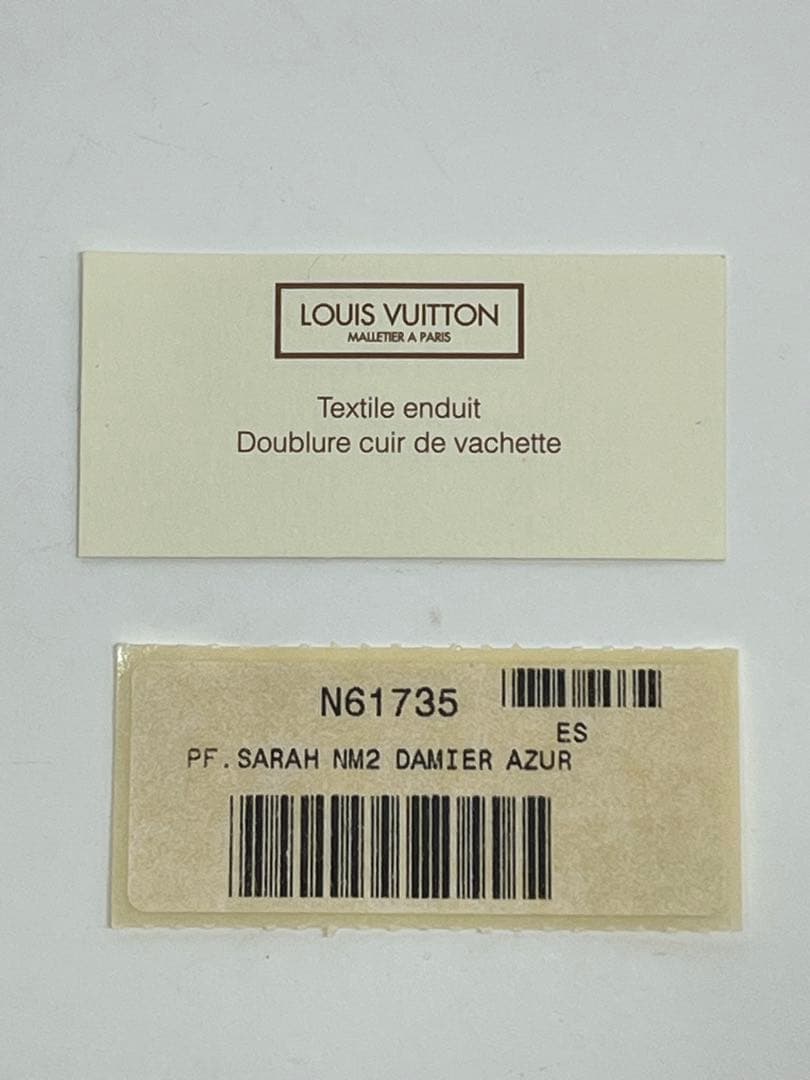 LOUIS VUITTON
MALLETIER A PARIS
Textile enduit
Doublure cuir de vachette
N61735
ES
PF.SARAH NM2 DAMIER AZUR